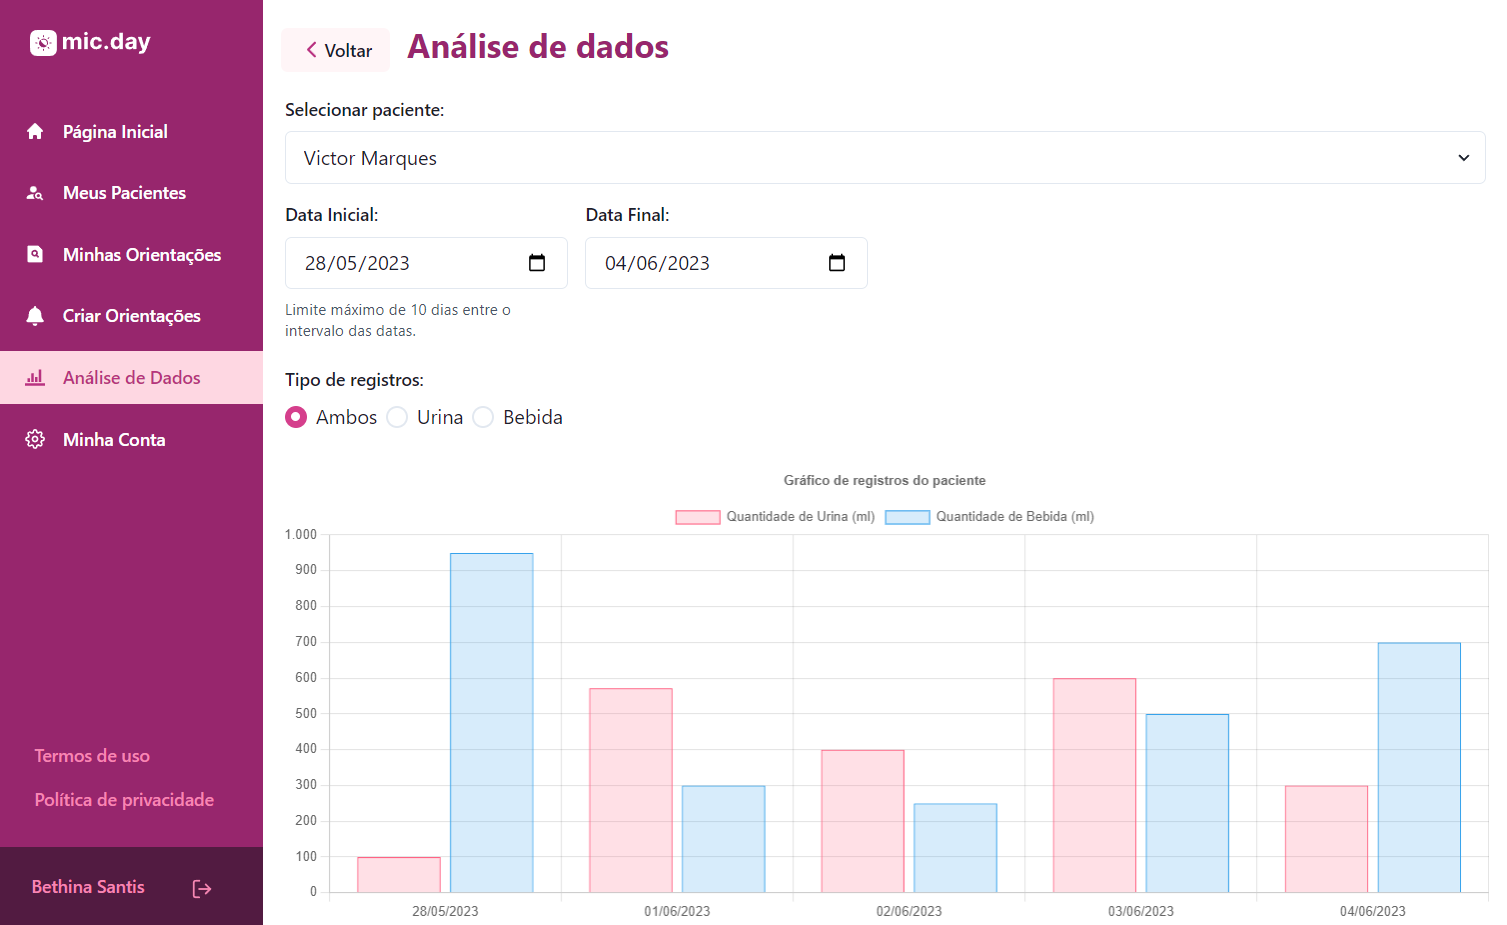 mic.day
Página Inicial
Meus Pacientes
Minhas Orientações
Criar Orientações
Análise de Dados
Minha Conta
Termos de uso
Política de privacidade
Bethina Santis
Voltar
Análise de dados
Selecionar paciente:
Victor Marques
Data Inicial: Data Final:
28/05/2023 04/06/2023
Limite máximo de 10 dias entre o
intervalo das datas.
Tipo de registros:
Ambos Urina Bebida
Gráfico de registros do paciente
Quantidade de Urina (ml) Quantidade de Bebida (ml)
1.000
900
800
700
600
500
400
300
200
100
0
28/05/2023 01/06/2023 02/06/2023 03/06/2023 04/06/2023